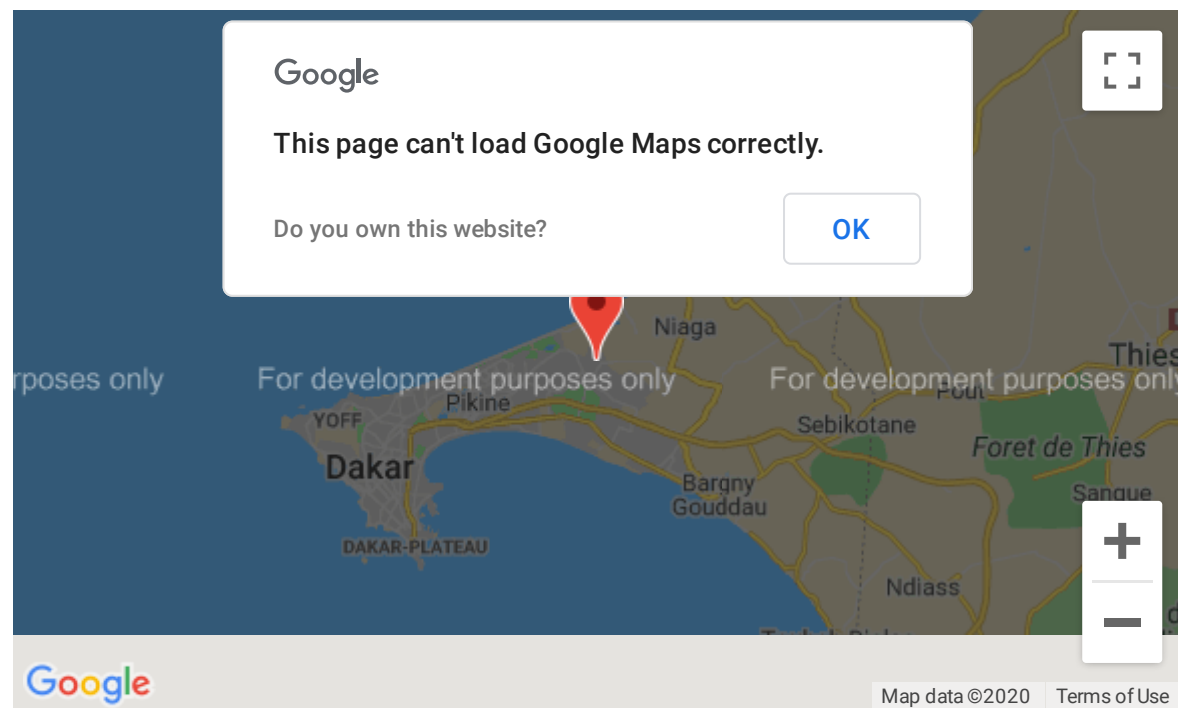 Google
This page can't load Google Maps correctly.
Do you own this website?
OK
Niaga
Thies
rposes only
For development purposes only
For development purposes only
Pikine
Pout
YOFF
Sebikotane
Foret de Thies
Dakar
Bargny
Gouddau
Sangue
DAKAR-PLATEAU
Ndiass
Google
Map data ©2020
Terms of Use